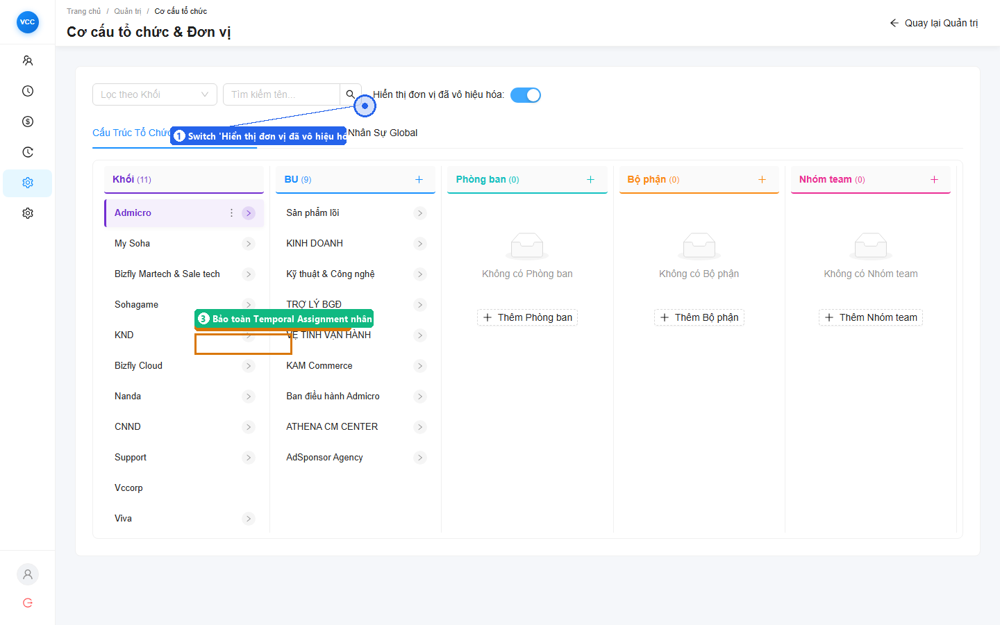 VCC
Trang chủ / Quản trị / Cơ cấu tổ chức
Cơ cấu tổ chức & Đơn vị
Quay lại Quản trị
Lọc theo Khối
Tìm kiếm tên...
Hiển thị đơn vị đã vô hiệu hóa:
Cấu Trúc Tổ Chức
1 Switch 'Hiển thị đơn vị đã vô hiệu hó
Nhân Sự Global
Khối (11)
BU (9)
Phòng ban (0)
Bộ phận (0)
Nhóm team (0)
Admicro
My Soha
Bizfly Martech & Sale tech
Sohagame
KND
Bizfly Cloud
Nanda
CNND
Support
Vccorp
Viva
3 Bảo toàn Temporal Assignment nhân
Sản phẩm lõi
KINH DOANH
Kỹ thuật & Công nghệ
TRỢ LÝ BGĐ
VỆ TINH VẬN HÀNH
KAM Commerce
Ban điều hành Admicro
ATHENA CM CENTER
AdSponsor Agency
Không có Phòng ban
Thêm Phòng ban
Không có Bộ phận
Thêm Bộ phận
Không có Nhóm team
Thêm Nhóm team